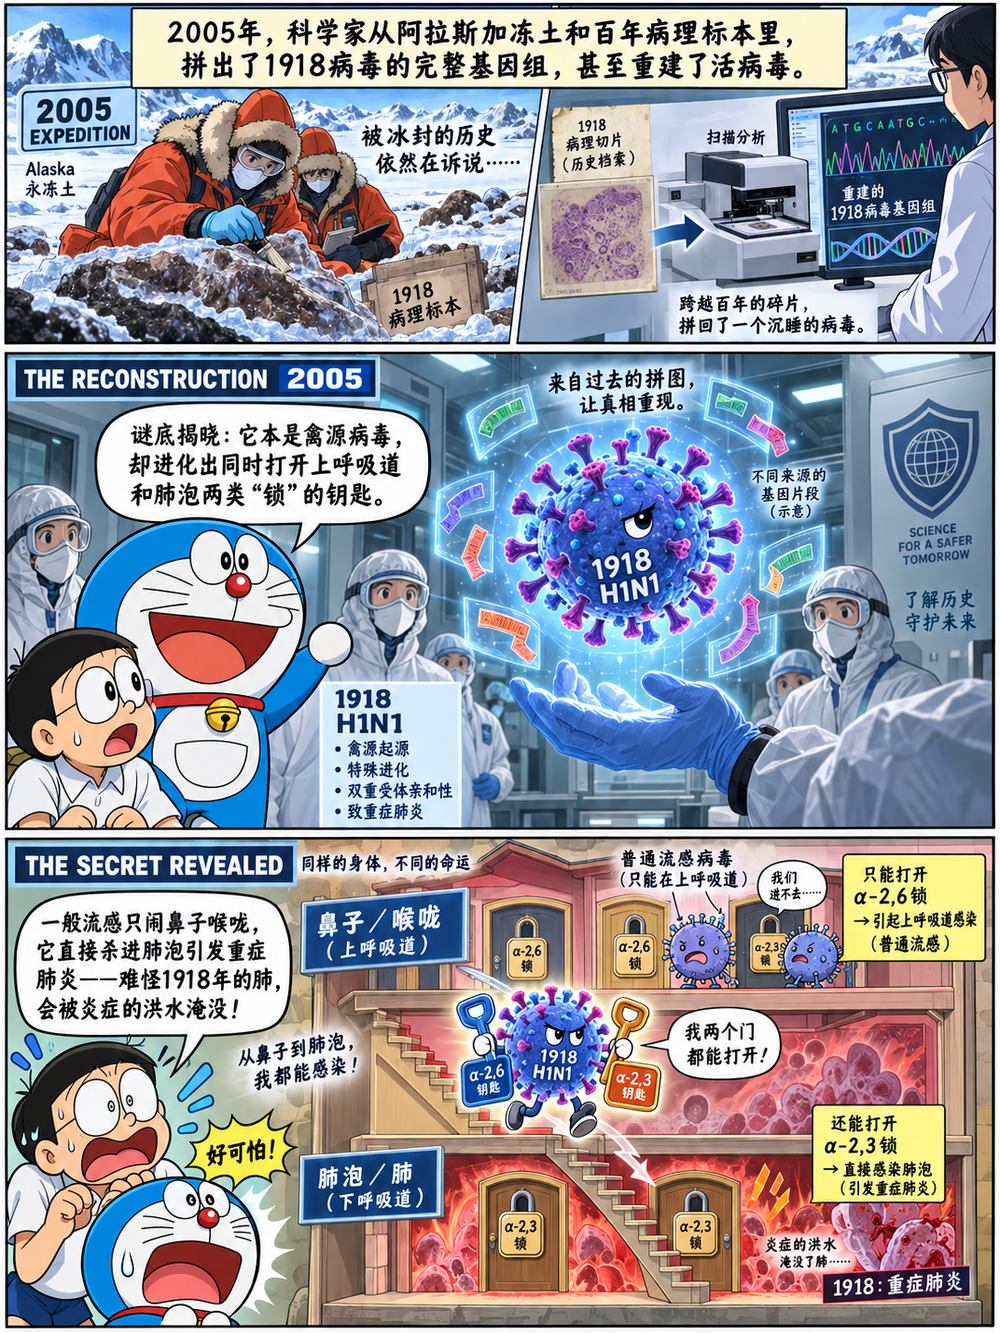 2005年，科学家从阿拉斯加冻土和百年病理标本里，
拼出了1918病毒的完整基因组，甚至重建了活病毒。
2005
EXPEDITION
Alaska
永冻土
被冰封的历史
依然在诉说……
1918
病理标本
1918
病理切片
（历史档案）
扫描分析
ATGCAATGC
重建的
1918病毒基因组
跨越百年的碎片，
拼回了一个沉睡的病毒。
THE RECONSTRUCTION 2005
谜底揭晓：它本是禽源病毒，
却进化出同时打开上呼吸道
和肺泡两类“锁”的钥匙。
来自过去的拼图，
让真相重现。
不同来源的
基因片段
（示意）
1918
H1N1
SCIENCE
FOR A SAFER
TOMORROW
了解历史
守护未来
1918
H1N1
• 禽源起源
• 特殊进化
• 双重受体亲和性
• 致重症肺炎
THE SECRET REVEALED
同样的身体，不同的命运
一般流感只闹鼻子喉咙，
它直接杀进肺泡引发重症
肺炎——难怪1918年的肺，
会被炎症的洪水淹没！
鼻子／喉咙
（上呼吸道）
普通流感病毒
（只能在上呼吸道）
我们
进不去……
只能打开
α-2,6锁
→引起上呼吸道感染
（普通流感）
α-2,6
锁
α-2,6
锁
α-2,3
锁
从鼻子到肺泡，
我都能感染！
1918
H1N1
α-2,6
钥匙
α-2,3
钥匙
我两个门
都能打开！
好可怕！
肺泡／肺
（下呼吸道）
α-2,3
锁
α-2,3
锁
还能打开
α-2,3锁
→直接感染肺泡
（引发重症肺炎）
炎症的洪水
淹没了肺……
1918：重症肺炎